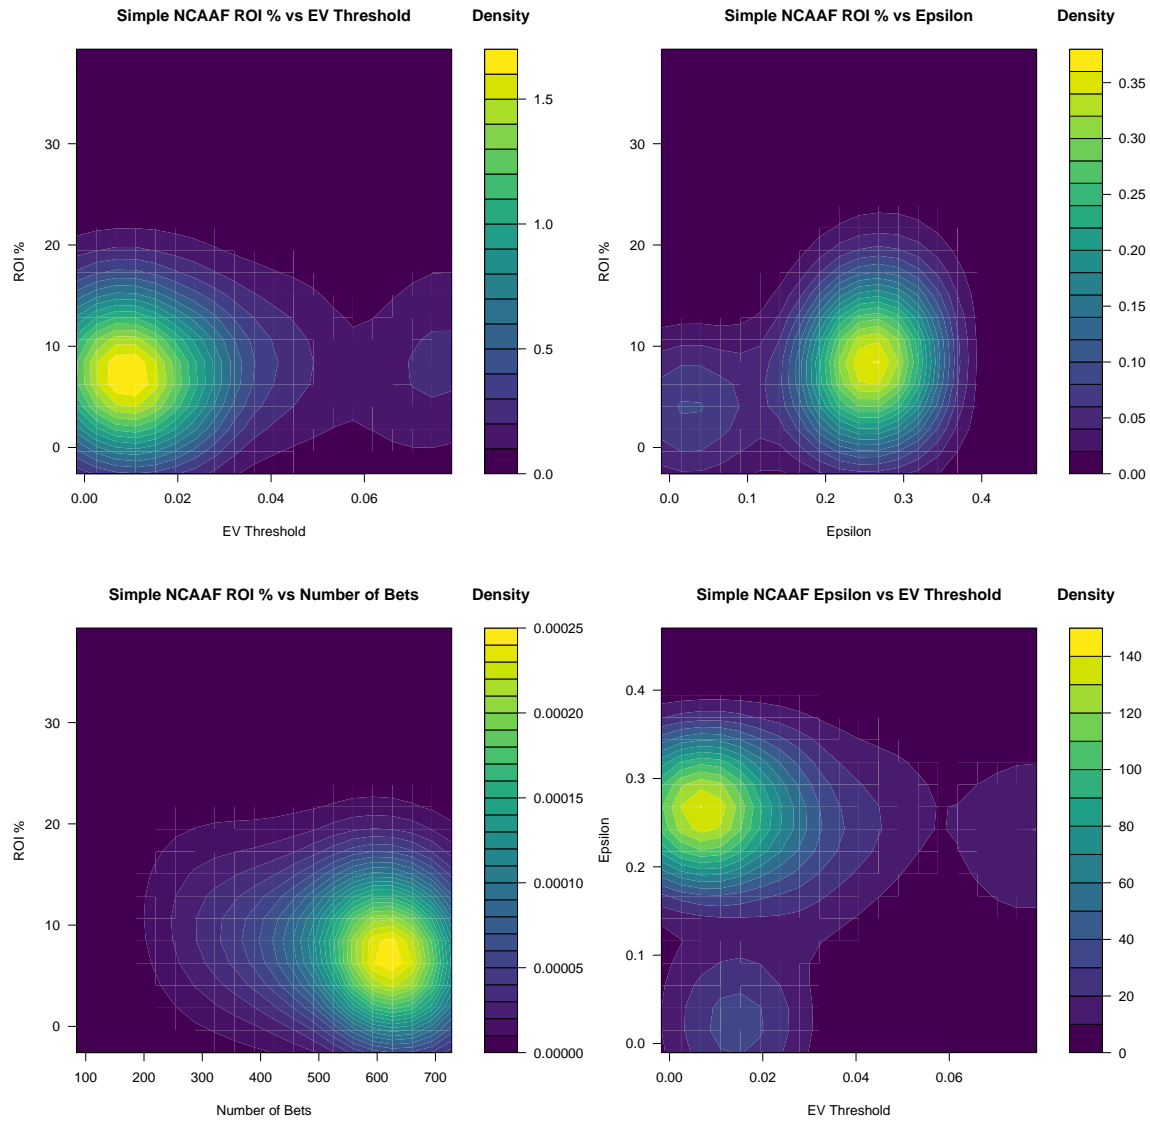 Simple NCAAF ROI % vs EV Threshold
Density
ROI %
30
20
10
0
0.00 0.02 0.04 0.06
EV Threshold
1.5
1.0
0.5
0.0
Simple NCAAF ROI % vs Epsilon
Density
ROI %
30
20
10
0
0.0 0.1 0.2 0.3 0.4
Epsilon
0.35
0.30
0.25
0.20
0.15
0.10
0.05
0.00
Simple NCAAF ROI % vs Number of Bets
Density
ROI %
30
20
10
0
100 200 300 400 500 600 700
Number of Bets
0.00025
0.00020
0.00015
0.00010
0.00005
0.00000
Simple NCAAF Epsilon vs EV Threshold
Density
Epsilon
0.4
0.3
0.2
0.1
0.0
0.00 0.02 0.04 0.06
EV Threshold
140
120
100
80
60
40
20
0